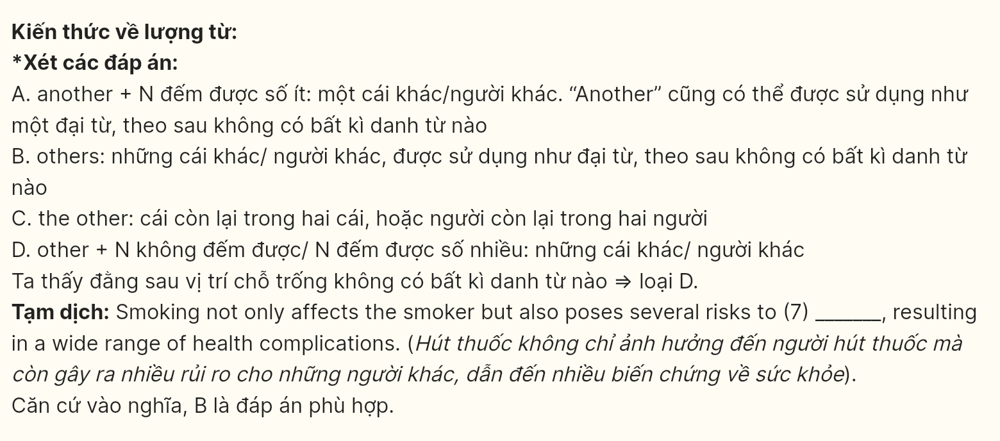 Kiến thức về lượng từ:
*Xét các đáp án:
A. another + N đếm được số ít: một cái khác/người khác. “Another” cũng có thể được sử dụng như
một đại từ, theo sau không có bất kì danh từ nào
B. others: những cái khác/ người khác, được sử dụng như đại từ, theo sau không có bất kì danh từ
nào
C. the other: cái còn lại trong hai cái, hoặc người còn lại trong hai người
D. other + N không đếm được/ N đếm được số nhiều: những cái khác/ người khác
Ta thấy đằng sau vị trí chỗ trống không có bất kì danh từ nào ⇒ loại D.
Tạm dịch: Smoking not only affects the smoker but also poses several risks to (7) _______, resulting
in a wide range of health complications. (Hút thuốc không chỉ ảnh hưởng đến người hút thuốc mà
còn gây ra nhiều rủi ro cho những người khác, dẫn đến nhiều biến chứng về sức khỏe).
Căn cứ vào nghĩa, B là đáp án phù hợp.